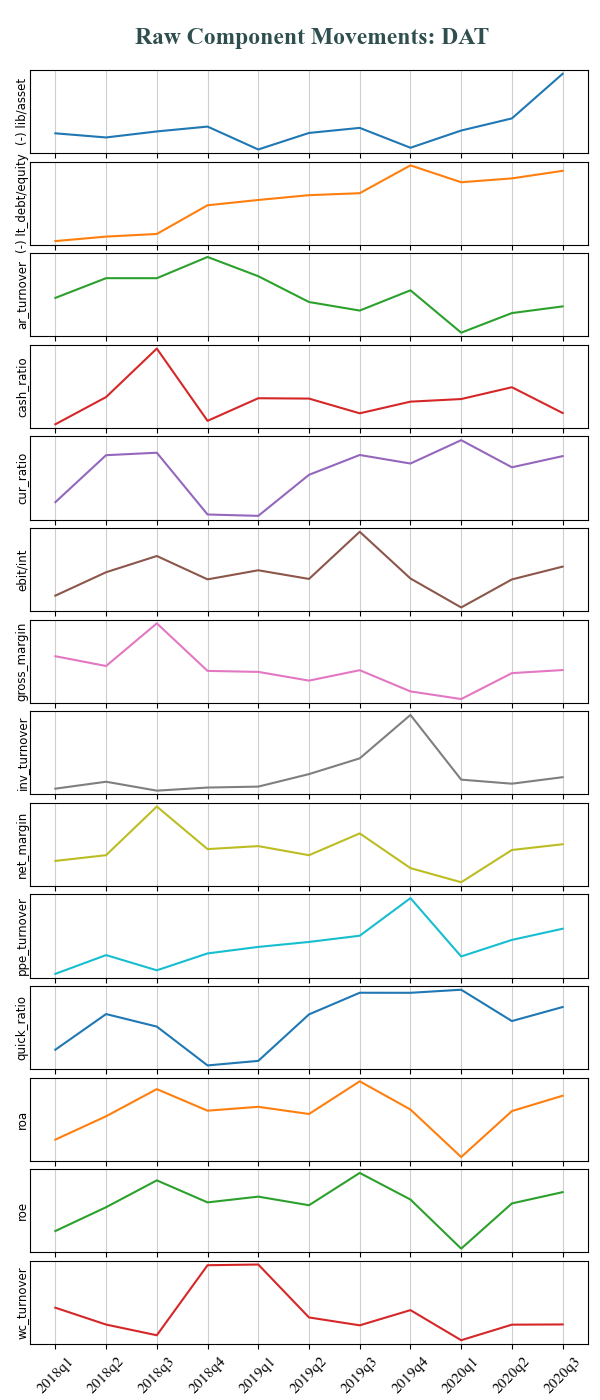 Raw Component Movements: DAT
(-) lib/asset
(-) lt_debt/equity
ar_turnover
cash_ratio
cur_ratio
ebit/int
gross_margin
inv_turnover
net_margin
ppe_turnover
quick_ratio
roa
roe
wc_turnover
2018q1 2018q2 2018q3 2018q4 2019q1 2019q2 2019q3 2019q4 2020q1 2020q2 2020q3